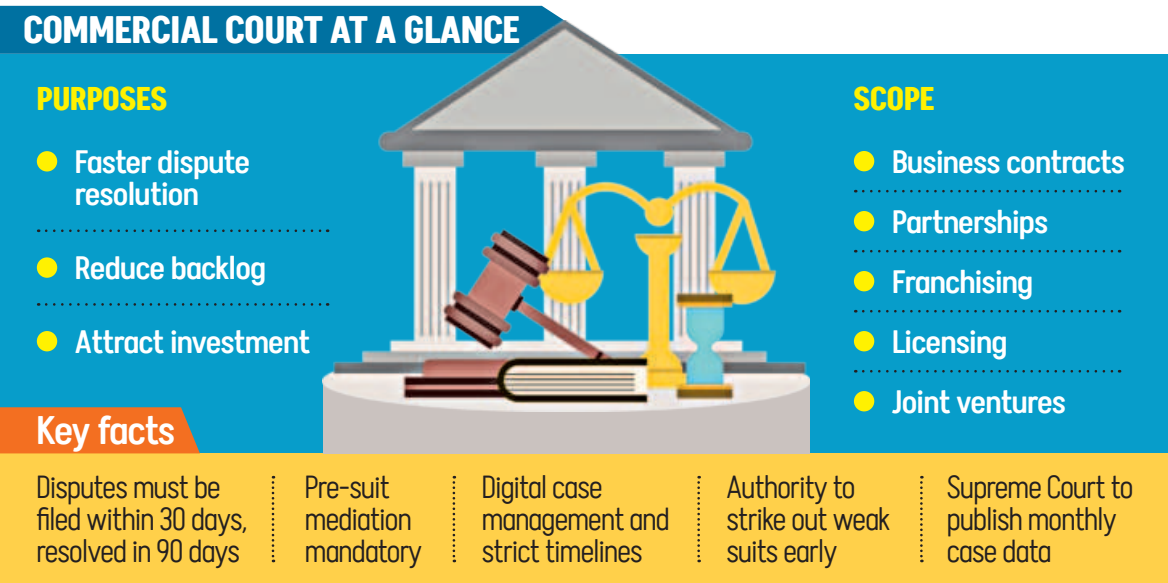 COMMERCIAL COURT AT A GLANCE
PURPOSES
Faster dispute
resolution
Reduce backlog
Attract investment
SCOPE
Business contracts
Partnerships
Franchising
Licensing
Joint ventures
Key facts
Disputes must be
filed within 30 days,
resolved in 90 days
Pre-suit
mediation
mandatory
Digital case
management and
strict timelines
Authority to
strike out weak
suits early
Supreme Court to
publish monthly
case data